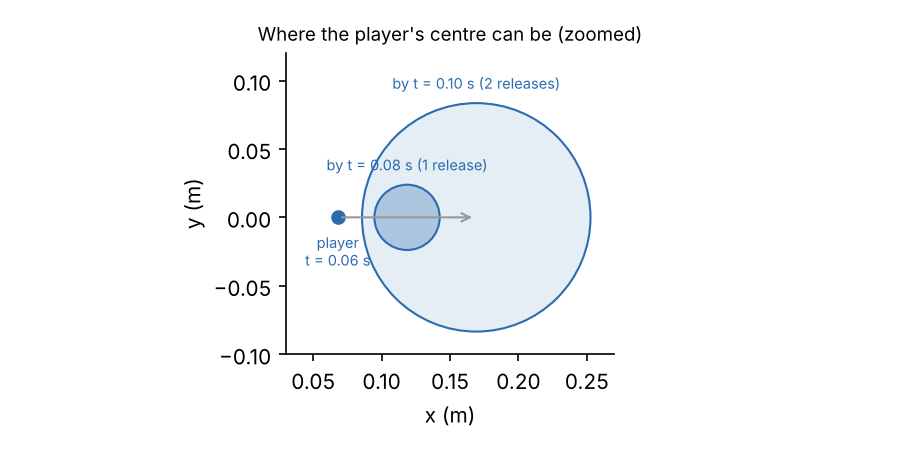 Where the player's centre can be (zoomed)
by t = 0.10 s (2 releases)
by t = 0.08 s (1 release)
player
t = 0.06 s
y (m)
0.10
0.05
0.00
−0.05
−0.10
0.05 0.10 0.15 0.20 0.25
x (m)